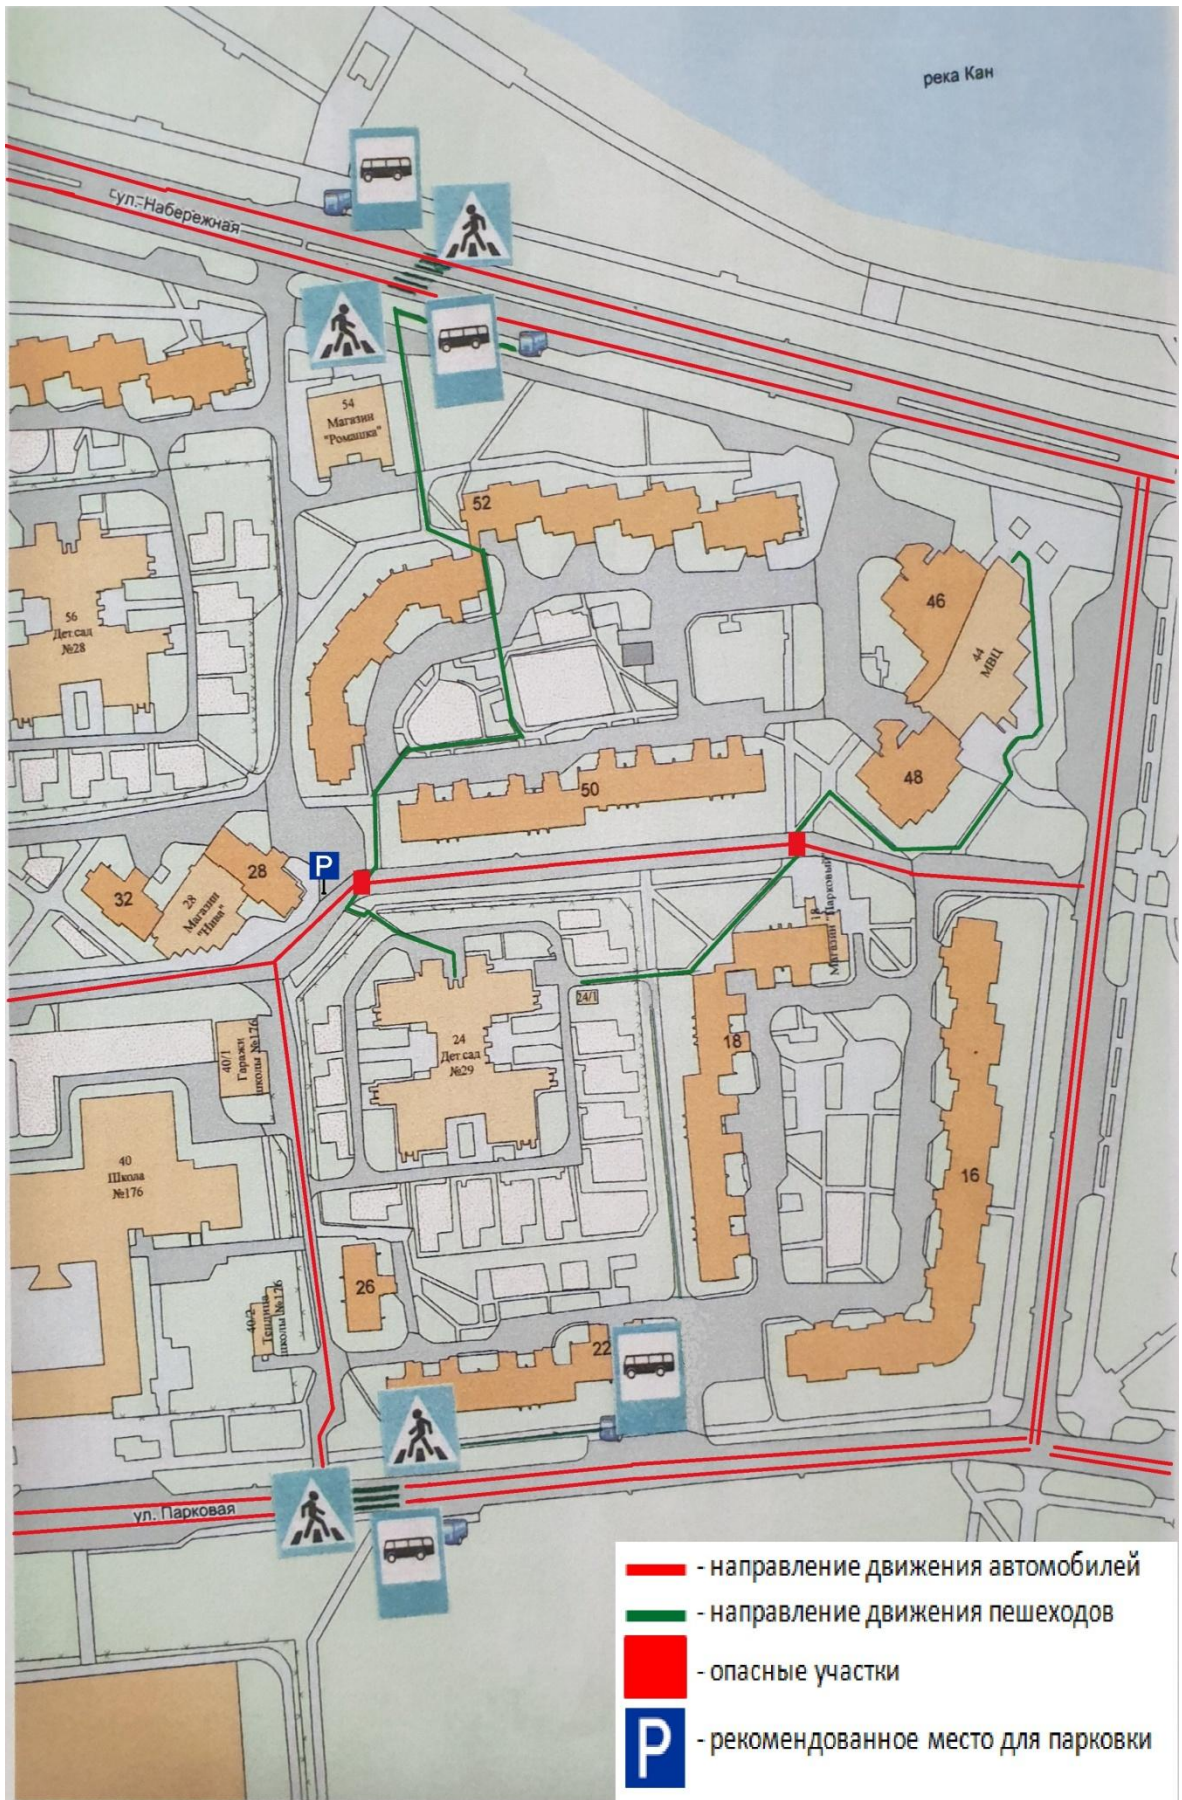 река Кан
ул. Набережная
54
Магазин
"Ромашка"
52
56
Дет.сад
№28
46
44
МВЦ
48
50
P
28
32
28
Магазин
"Нива"
18
Магазин "Парковый"
24/1
24
Дет.сад
№29
18
40/1
Гаражи
школы №176
40
Школа
№176
16
26
40/2
Теплица
школы №176
22
ул. Парковая
- направление движения автомобилей
- направление движения пешеходов
- опасные участки
P - рекомендованное место для парковки